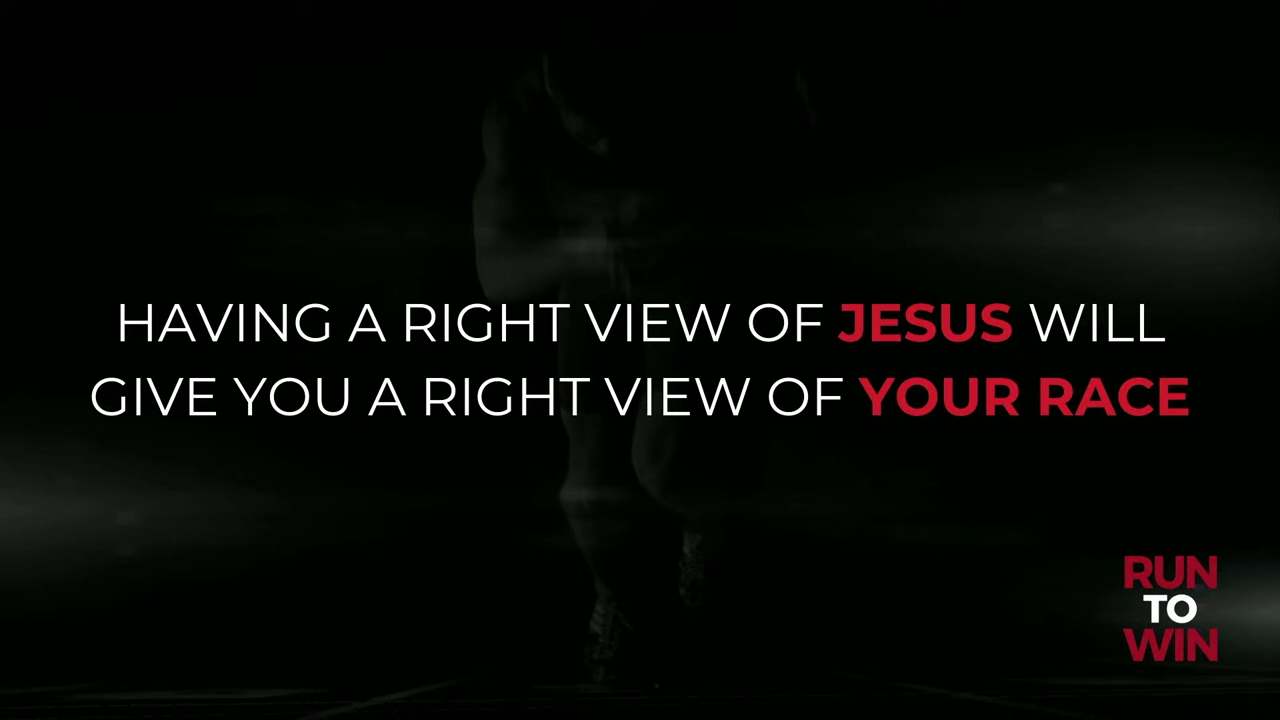 HAVING A RIGHT VIEW OF JESUS WILL
GIVE YOU A RIGHT VIEW OF YOUR RACE
RUN
TO
WIN